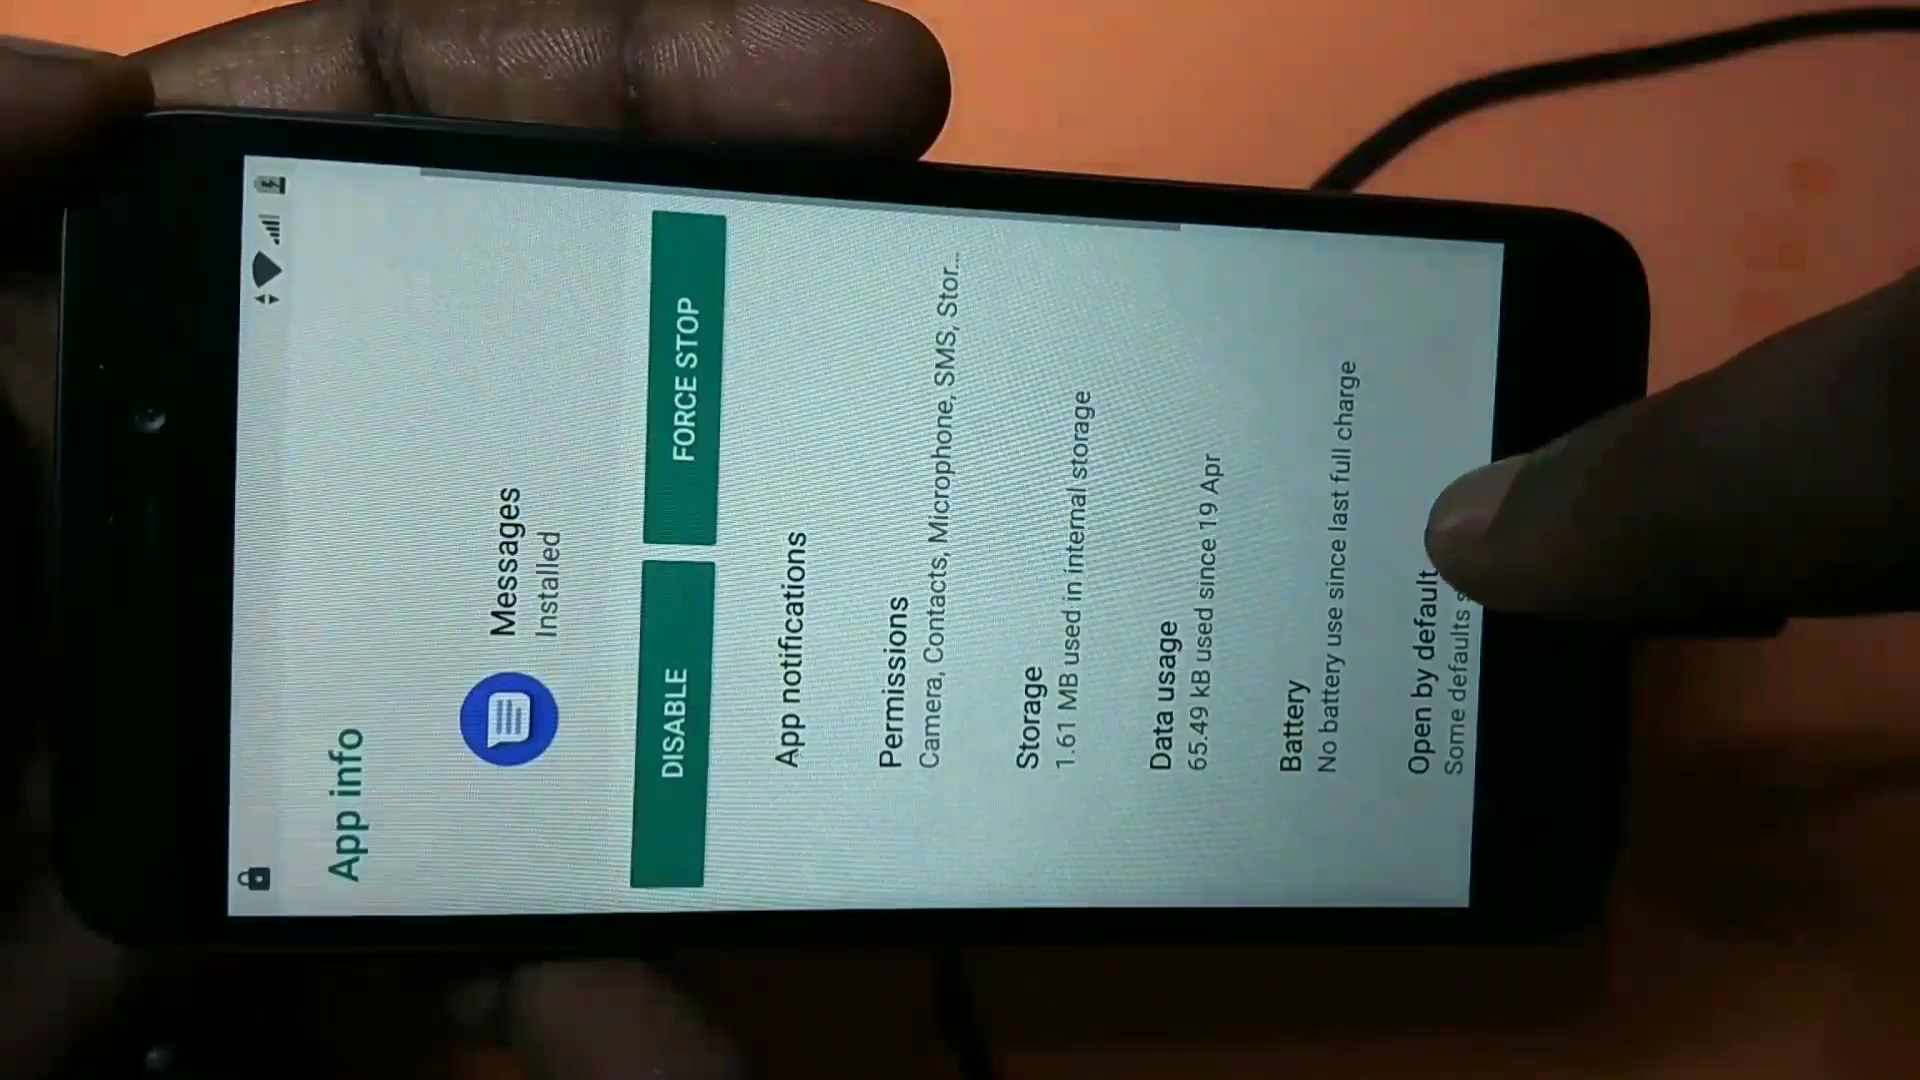 App info
Messages
Installed
DISABLE
FORCE STOP
App notifications
Permissions
Camera, Contacts, Microphone, SMS, Stor...
Storage
1.61 MB used in internal storage
Data usage
65.49 kB used since 19 Apr
Battery
No battery use since last full charge
Open by default
Some defaults